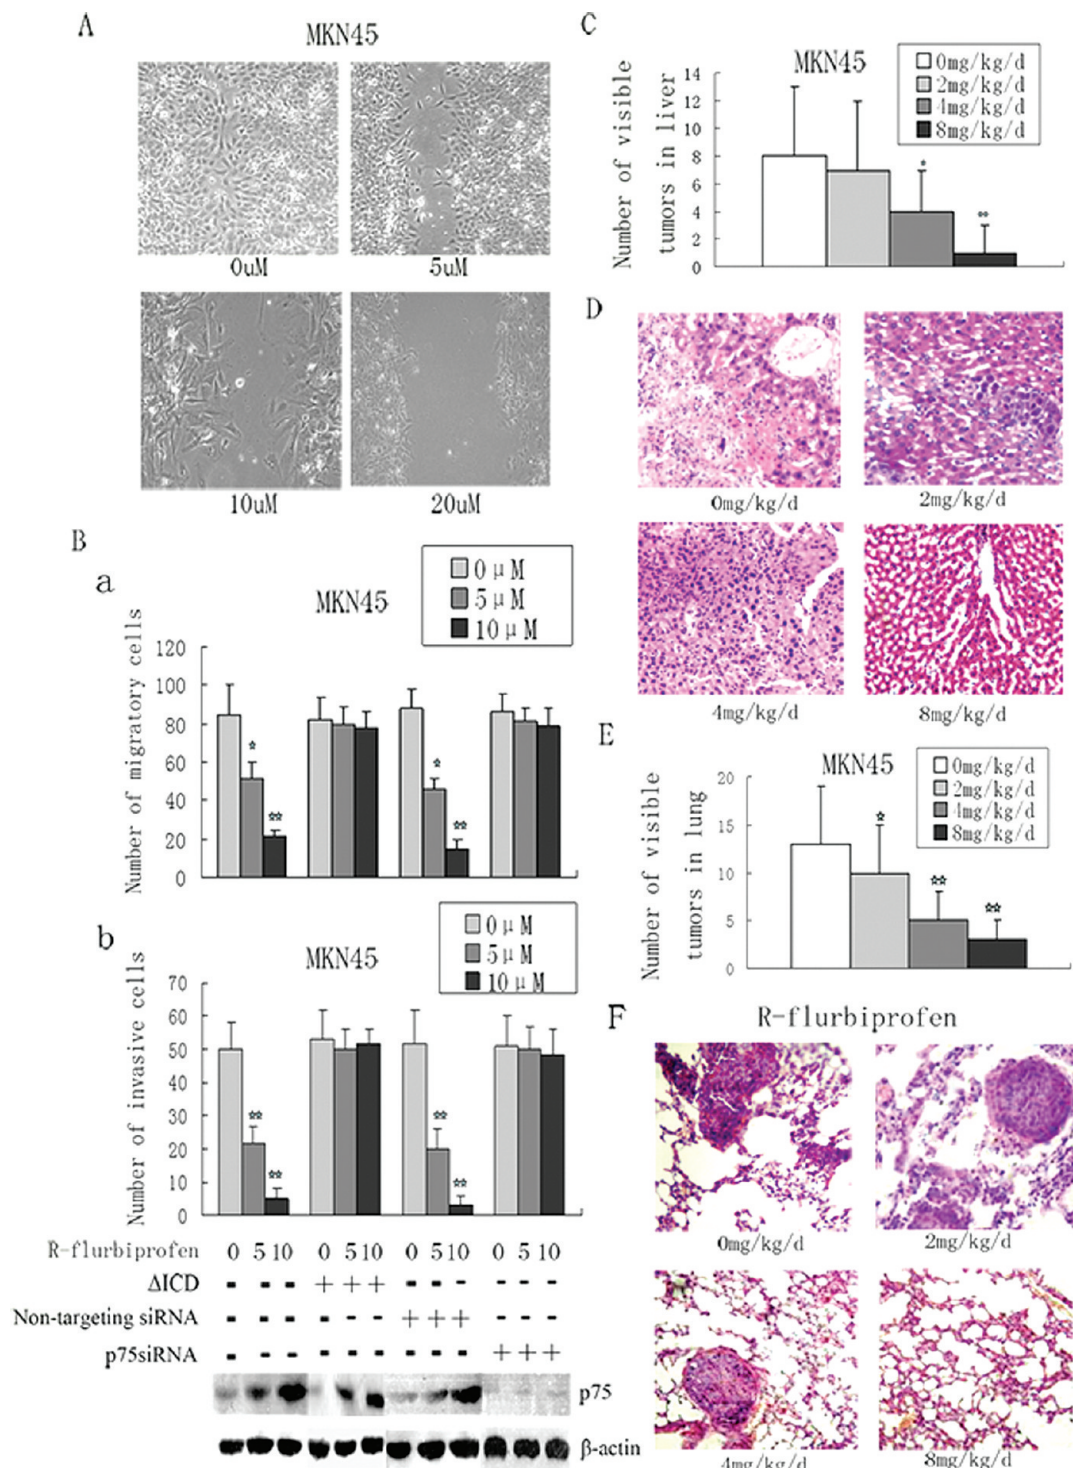 A
MKN45
0uM
5uM
10uM
20uM
B
a
MKN45
0 μM
5 μM
10 μM
Number of migratory cells
120
100
80
60
40
20
0
*
**
*
**
b
MKN45
0 μM
5 μM
10 μM
Number of invasive cells
70
60
50
40
30
20
10
0
**
**
**
**
R-flurbiprofen 0 5 10 0 5 10 0 5 10 0 5 10
ΔICD - - - + + + - - - - - -
Non-targeting siRNA - - - - - - + + + - - -
p75siRNA - - - - - - - - - + + +
p75
β-actin
C
MKN45
0mg/kg/d
2mg/kg/d
4mg/kg/d
8mg/kg/d
Number of visible
tumors in liver
14
12
10
8
6
4
2
0
*
**
D
0mg/kg/d
2mg/kg/d
4mg/kg/d
8mg/kg/d
E
MKN45
0mg/kg/d
2mg/kg/d
4mg/kg/d
8mg/kg/d
Number of visible
tumors in lung
20
15
10
5
0
*
**
**
F
R-flurbiprofen
0mg/kg/d
2mg/kg/d
4mg/kg/d
8mg/kg/d